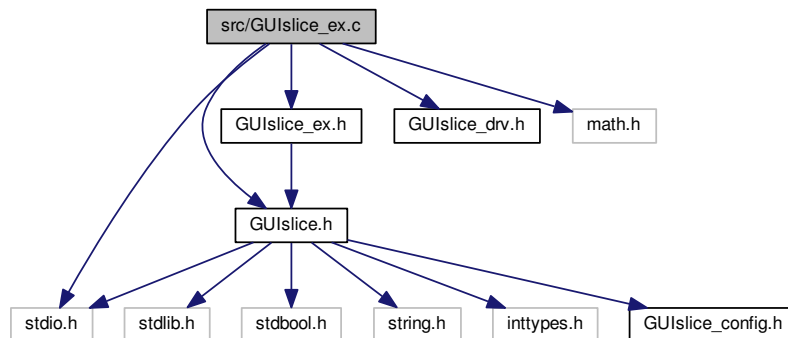 src/GUIslice_ex.c
GUIslice_ex.h
GUIslice_drv.h
math.h
GUIslice.h
stdio.h
stdlib.h
stdbool.h
string.h
inttypes.h
GUIslice_config.h